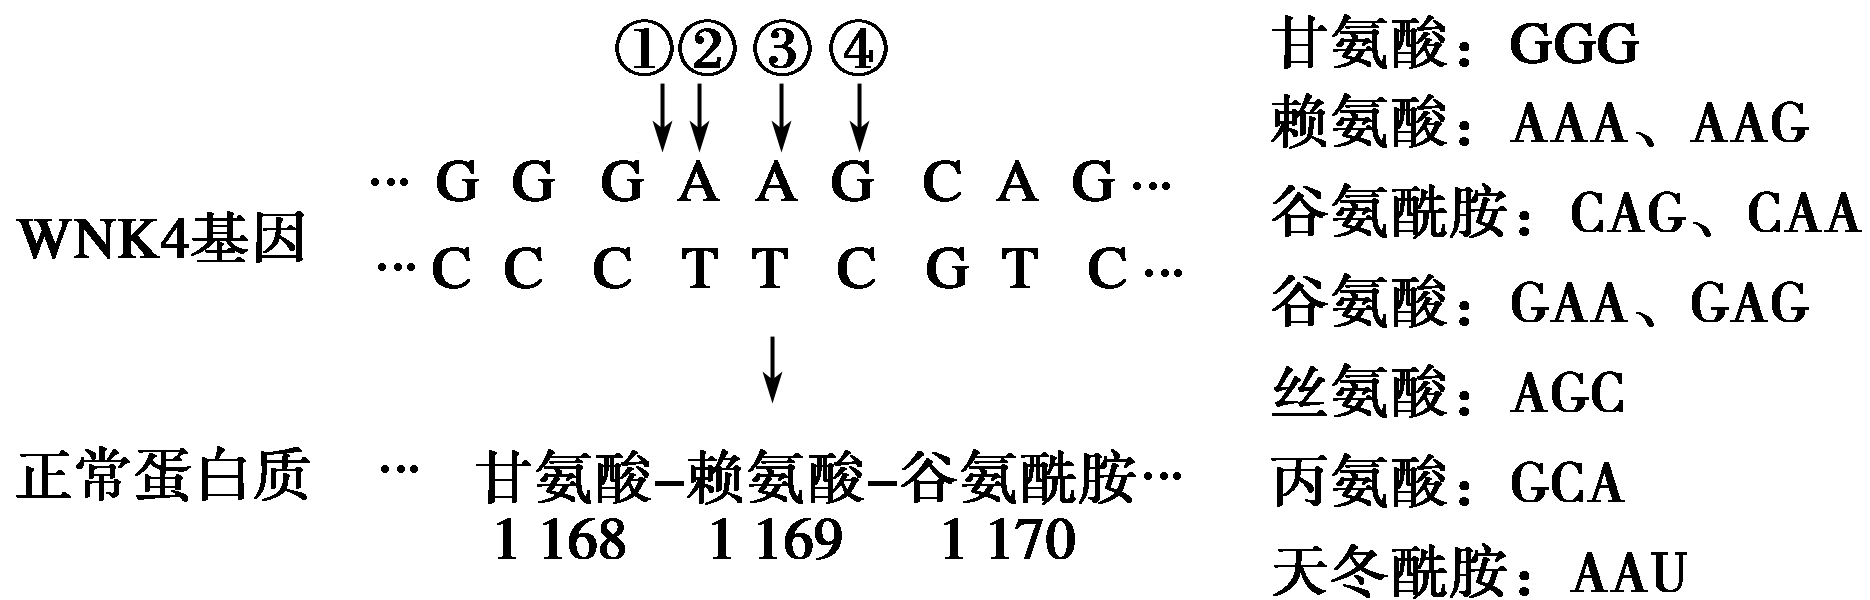 ①②③④
…G G G A A G C A G…
WNK4基因
…C C C T T C G T C…
正常蛋白质 … 甘氨酸–赖氨酸–谷氨酰胺…
1 168 1 169 1 170
甘氨酸：GGG
赖氨酸：AAA、AAG
谷氨酰胺：CAG、CAA
谷氨酸：GAA、GAG
丝氨酸：AGC
丙氨酸：GCA
天冬酰胺：AAU